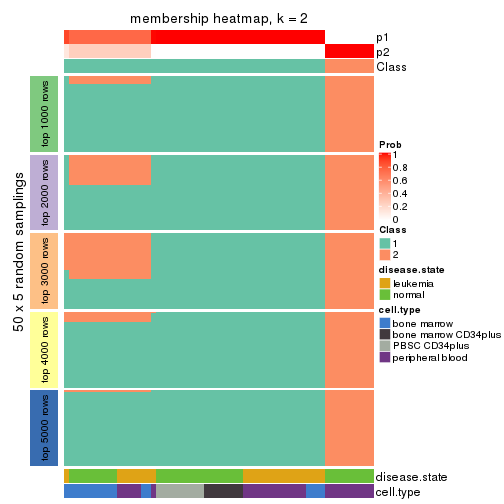 membership heatmap, k = 2
p1
p2
Class
50 x 5 random samplings
top 1000 rows
top 2000 rows
top 3000 rows
top 4000 rows
top 5000 rows
Prob
1
0.8
0.6
0.4
0.2
0
Class
1
2
disease.state
leukemia
normal
cell.type
bone marrow
bone marrow CD34plus
PBSC CD34plus
peripheral blood
disease.state
cell.type